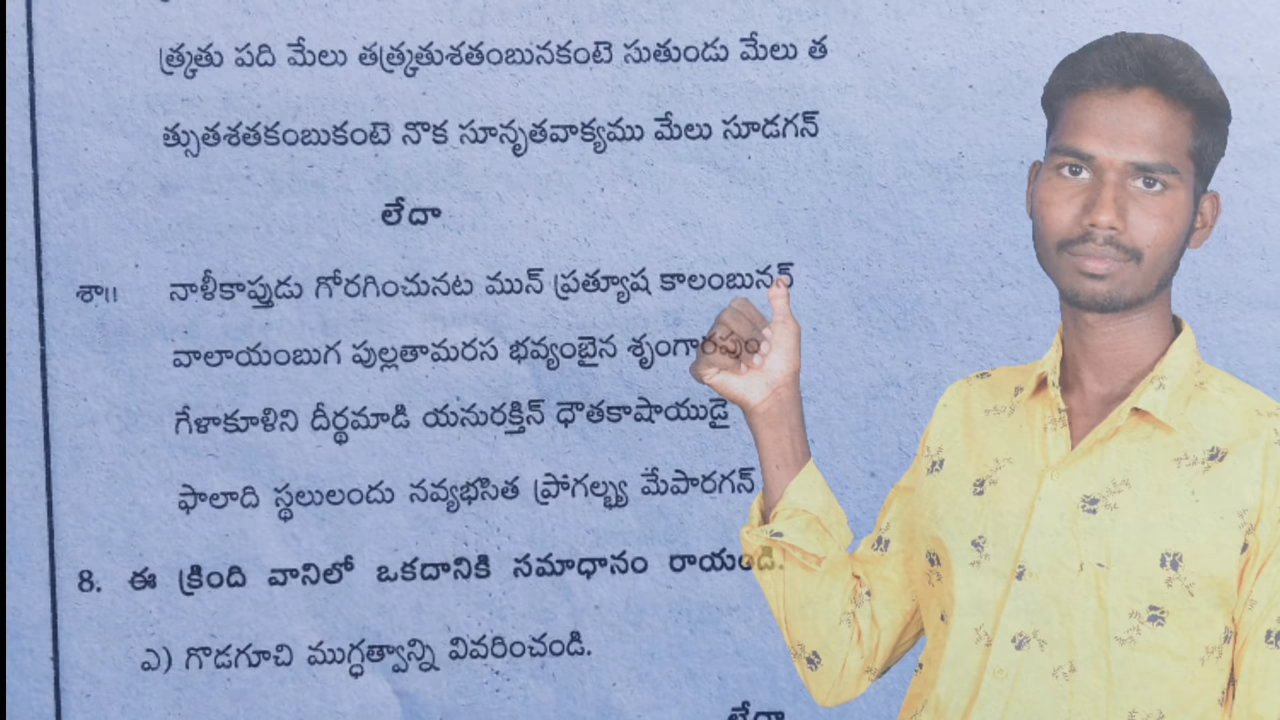 త్క్రతు పది మేలు తత్క్రతుశతంబునకంటె సుతుండు మేలు త
త్సుతశతకంబుకంటె నొక సూనృతవాక్యము మేలు సూడగన్
లేదా
శా॥ నాళీకాప్తుడు గోరగించునట మున్ ప్రత్యూష కాలంబునన్
వాలాయంబుగ పుల్లతామరస భవ్యంబైన శృంగారపుం
గేళాకూళిని దీర్థమాడి యనురక్తిన్ ధౌతకాషాయుడై
ఫాలాది స్థలులందు నవ్యభసిత ప్రాగల్భ్య మేపారగన్
8. ఈ క్రింది వానిలో ఒకదానికి సమాధానం రాయండి.
ఎ) గొడగూచి ముగ్ధత్వాన్ని వివరించండి.
లేదా